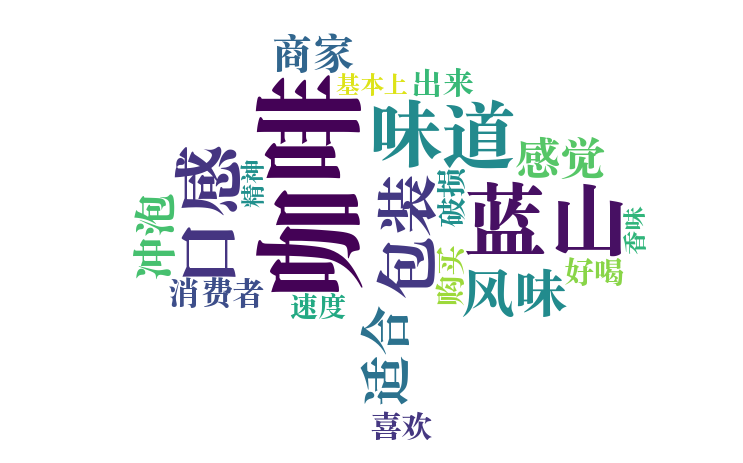 商家
基本上
出来
咖啡
味道
口感
精神
感觉
包装
破损
蓝山
冲泡
香味
购买
风味
好喝
消费者
速度
适合
喜欢